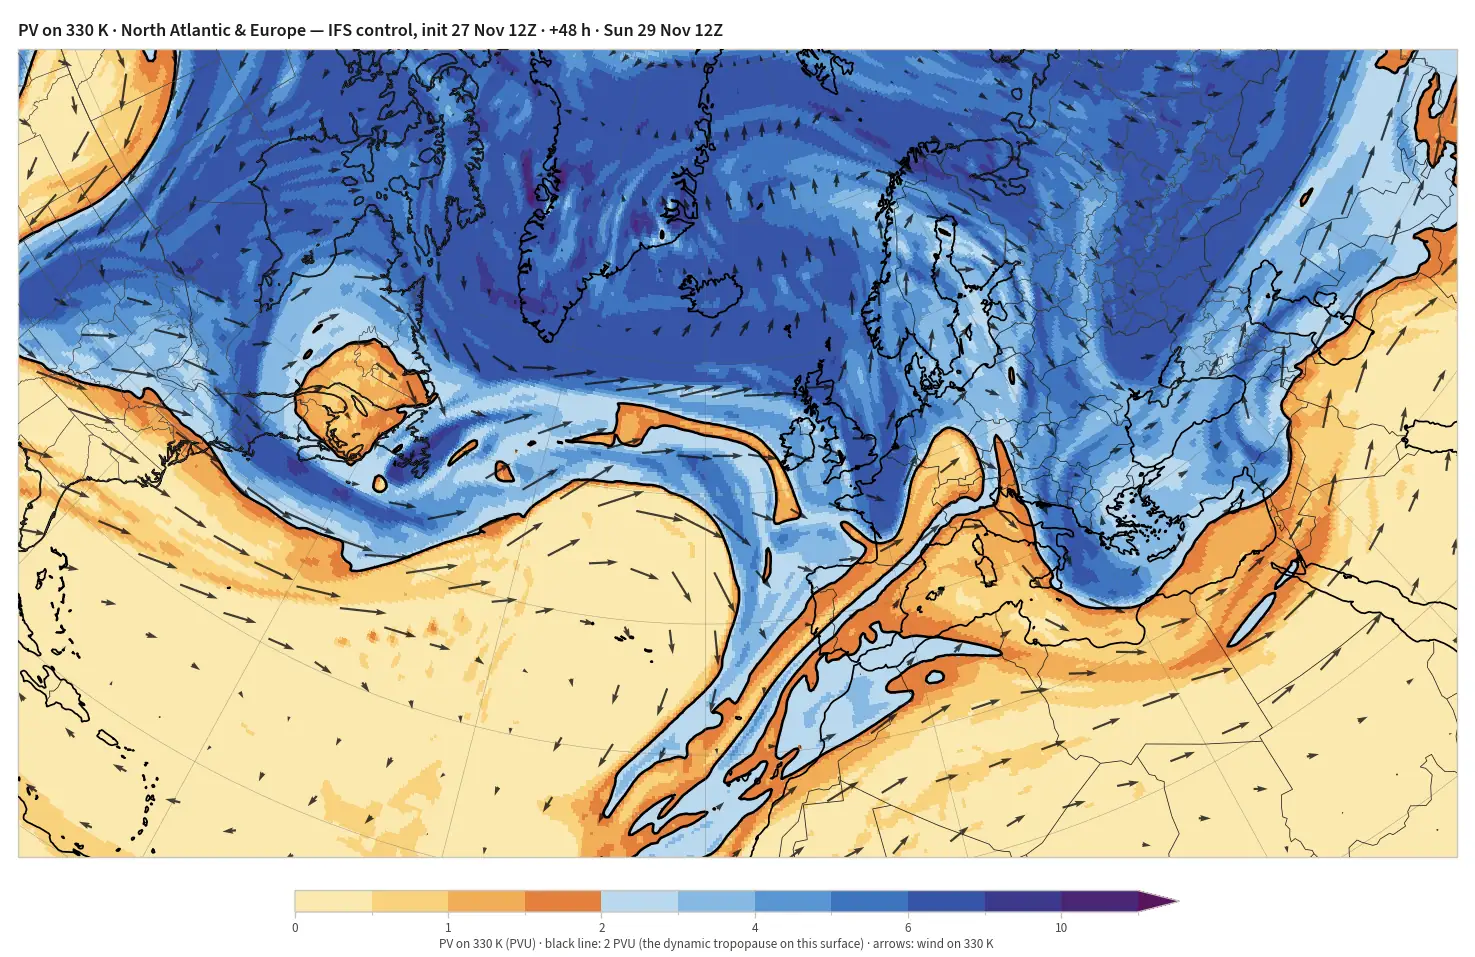 PV on 330 K · North Atlantic & Europe — IFS control, init 27 Nov 12Z · +48 h · Sun 29 Nov 12Z
0 1 2 4 6 10
PV on 330 K (PVU) · black line: 2 PVU (the dynamic tropopause on this surface) · arrows: wind on 330 K